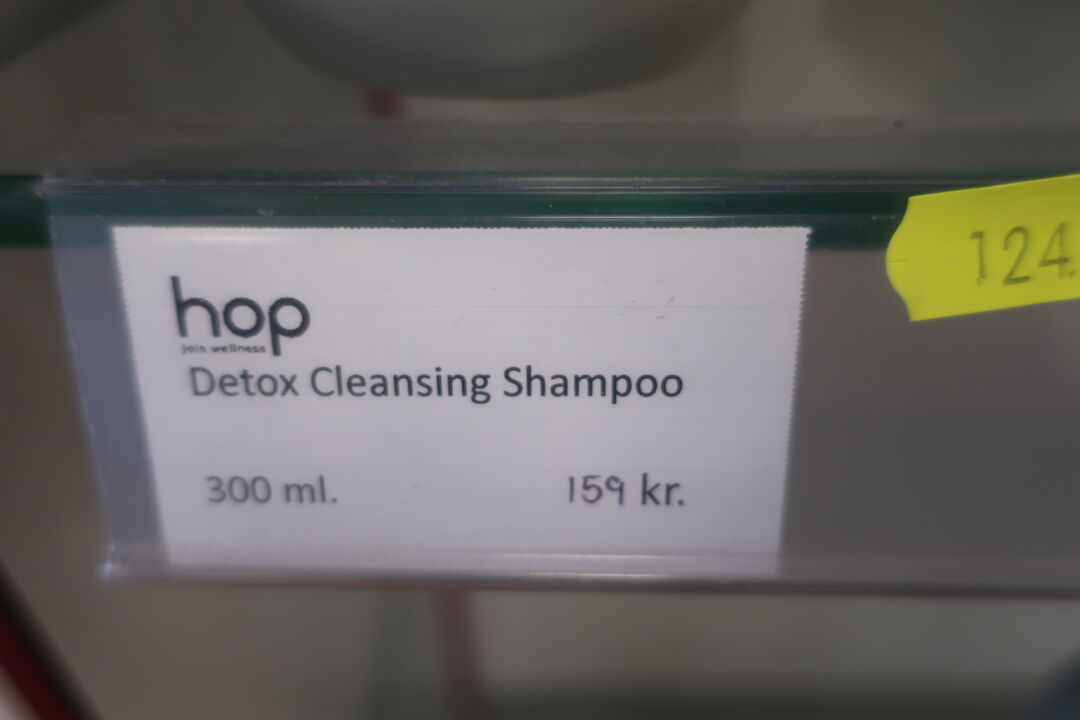 hop
join wellness
Detox Cleansing Shampoo
300 ml. 159 kr.
124.